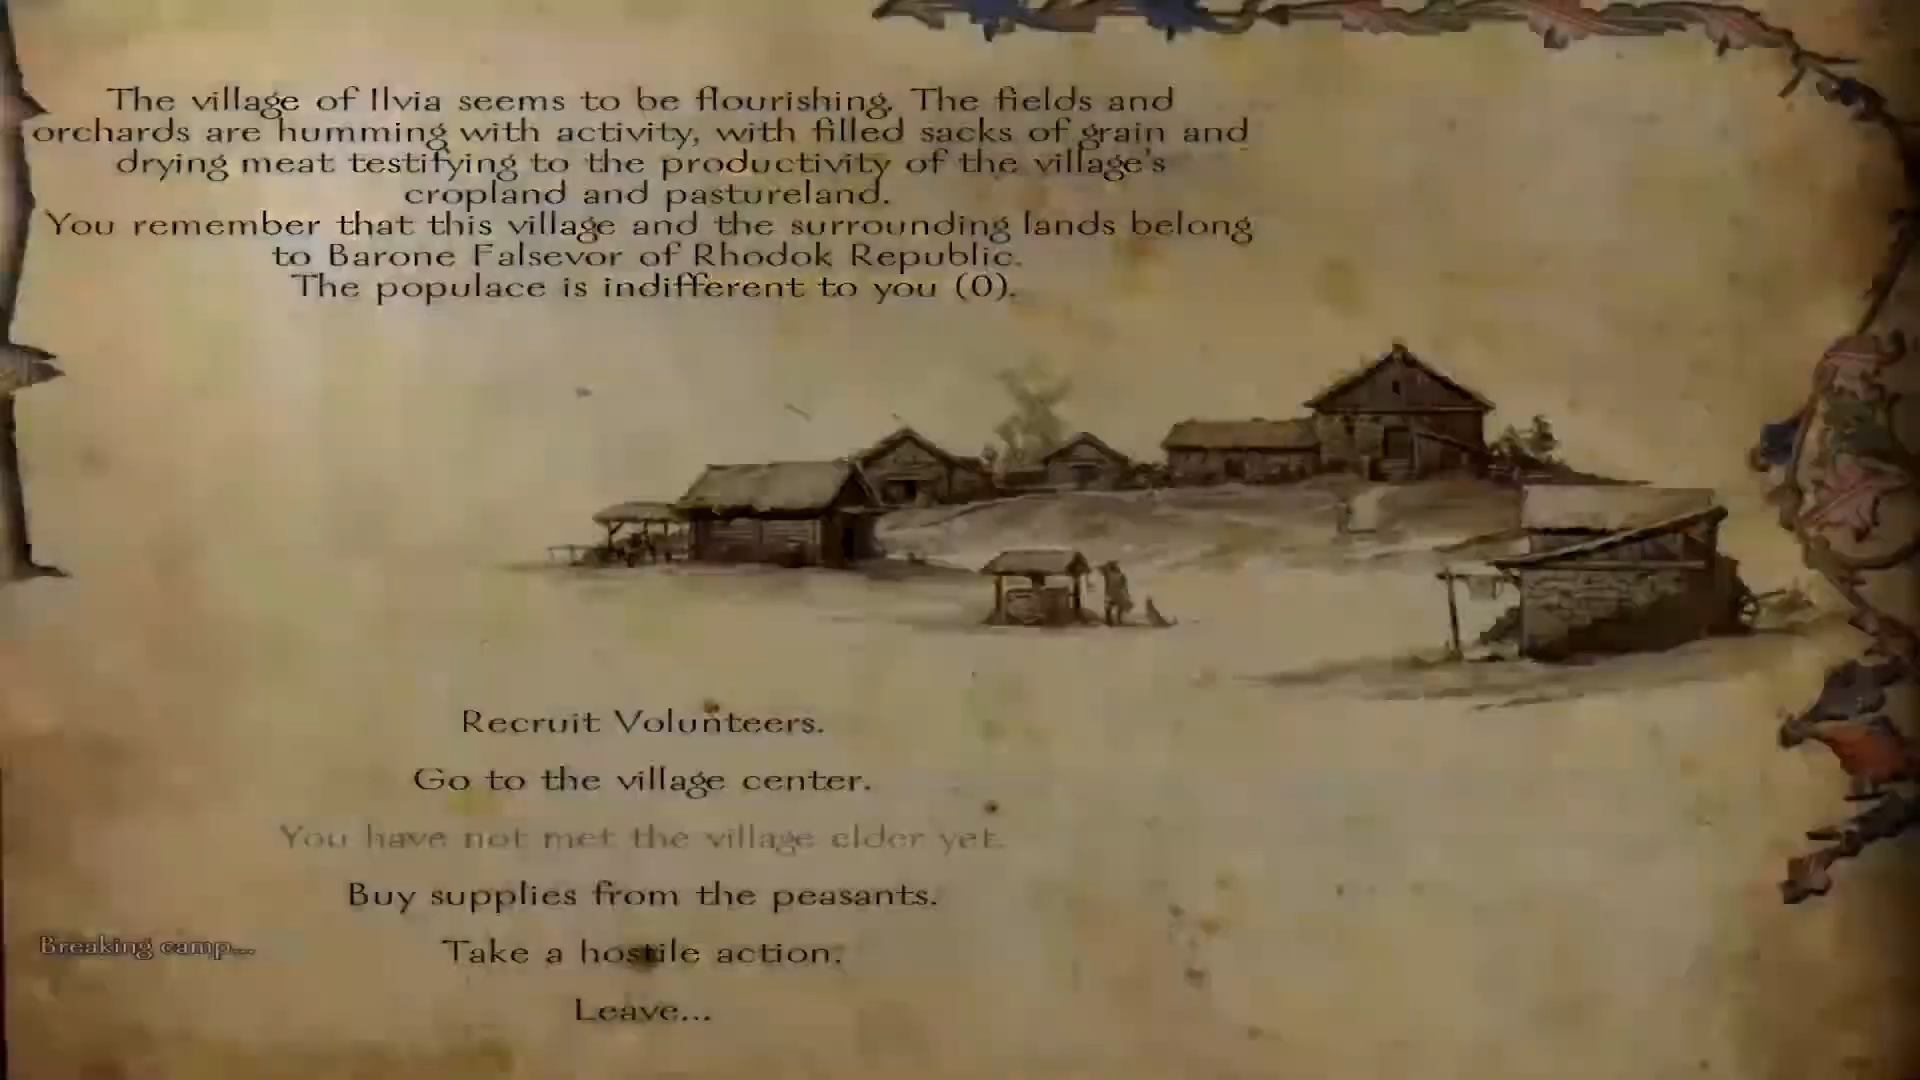 The village of Ilvia seems to be flourishing. The fields and
orchards are humming with activity, with filled sacks of grain and
drying meat testifying to the productivity of the village's
cropland and pastureland.
You remember that this village and the surrounding lands belong
to Barone Falsevor of Rhodok Republic.
The populace is indifferent to you (0).
Recruit Volunteers.
Go to the village center.
You have not met the village elder yet.
Buy supplies from the peasants.
Breaking camp...
Take a hostile action.
Leave...